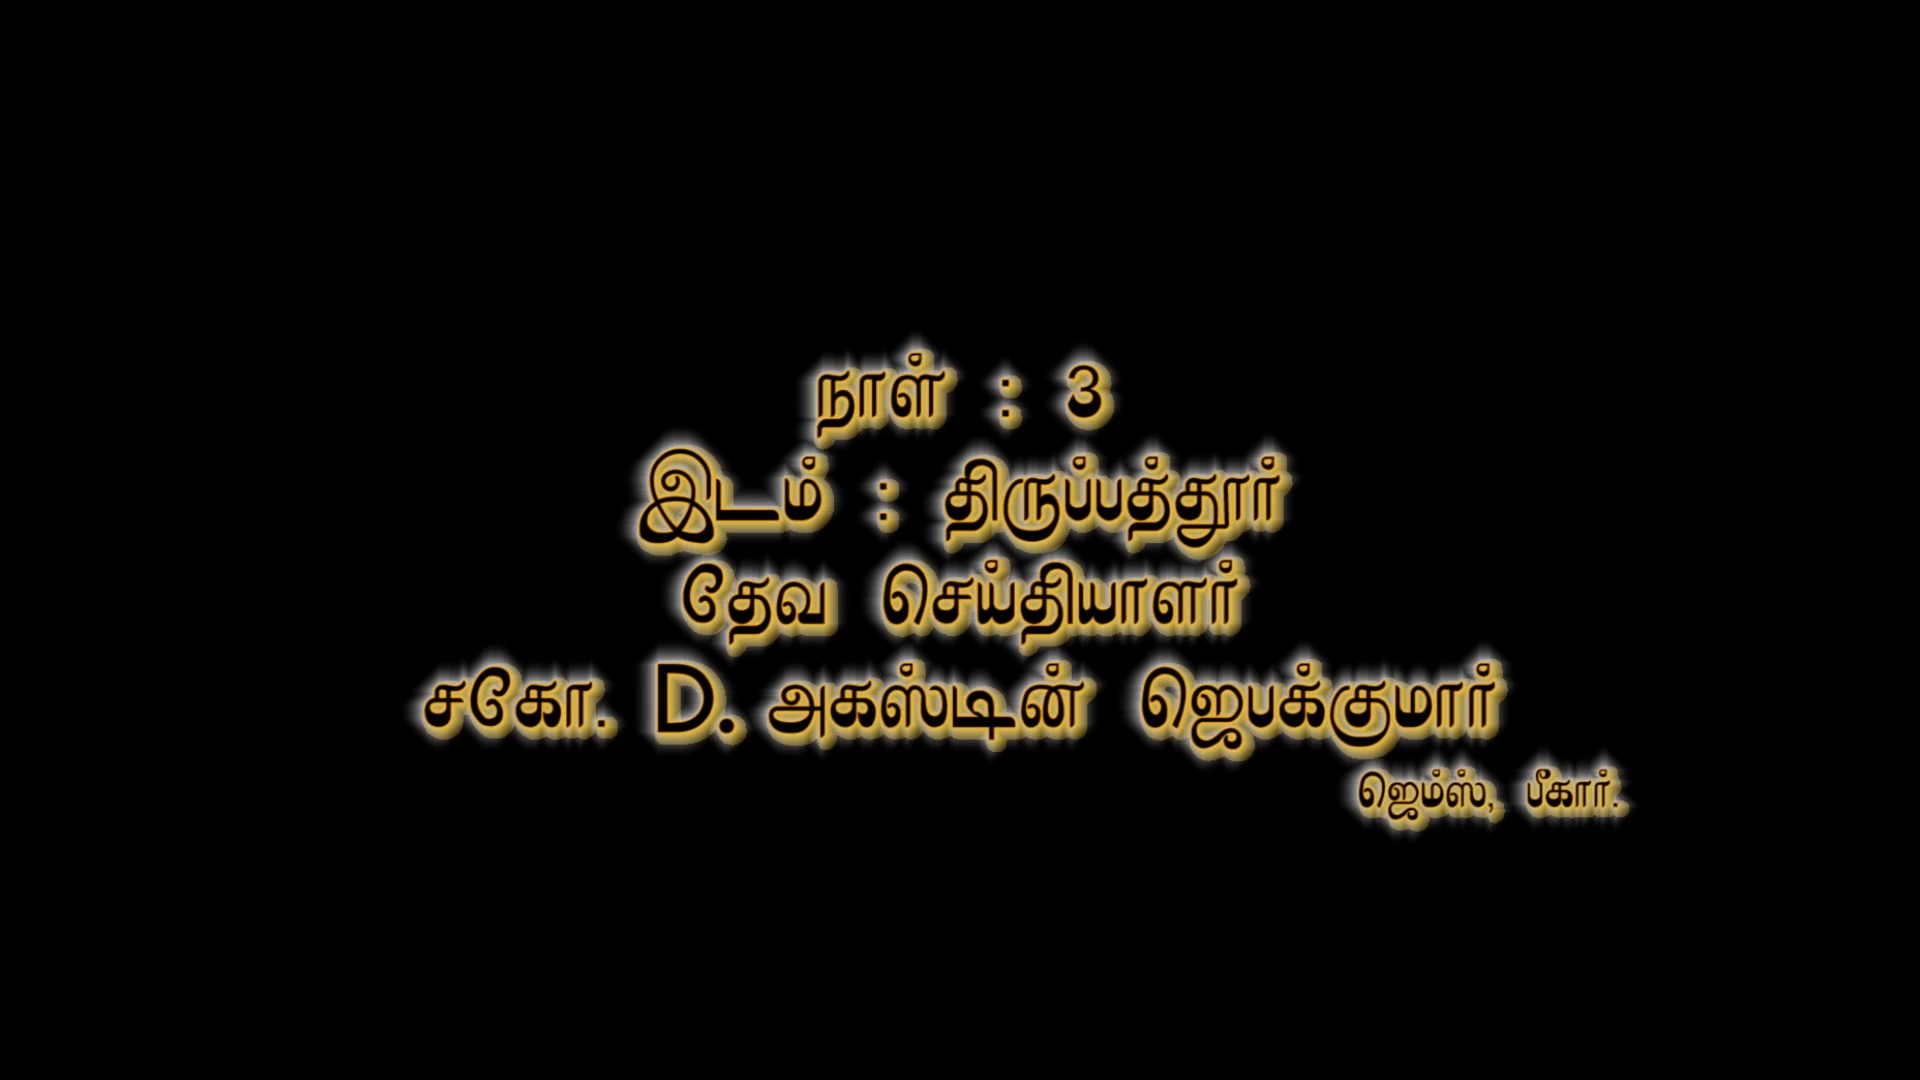 நாள் : 3
இடம் : திருப்பத்தூர்
தேவ செய்தியாளர்
சகோ. D. அகஸ்டின் ஜெபக்குமார்
ஜெம்ஸ், பீகார்.